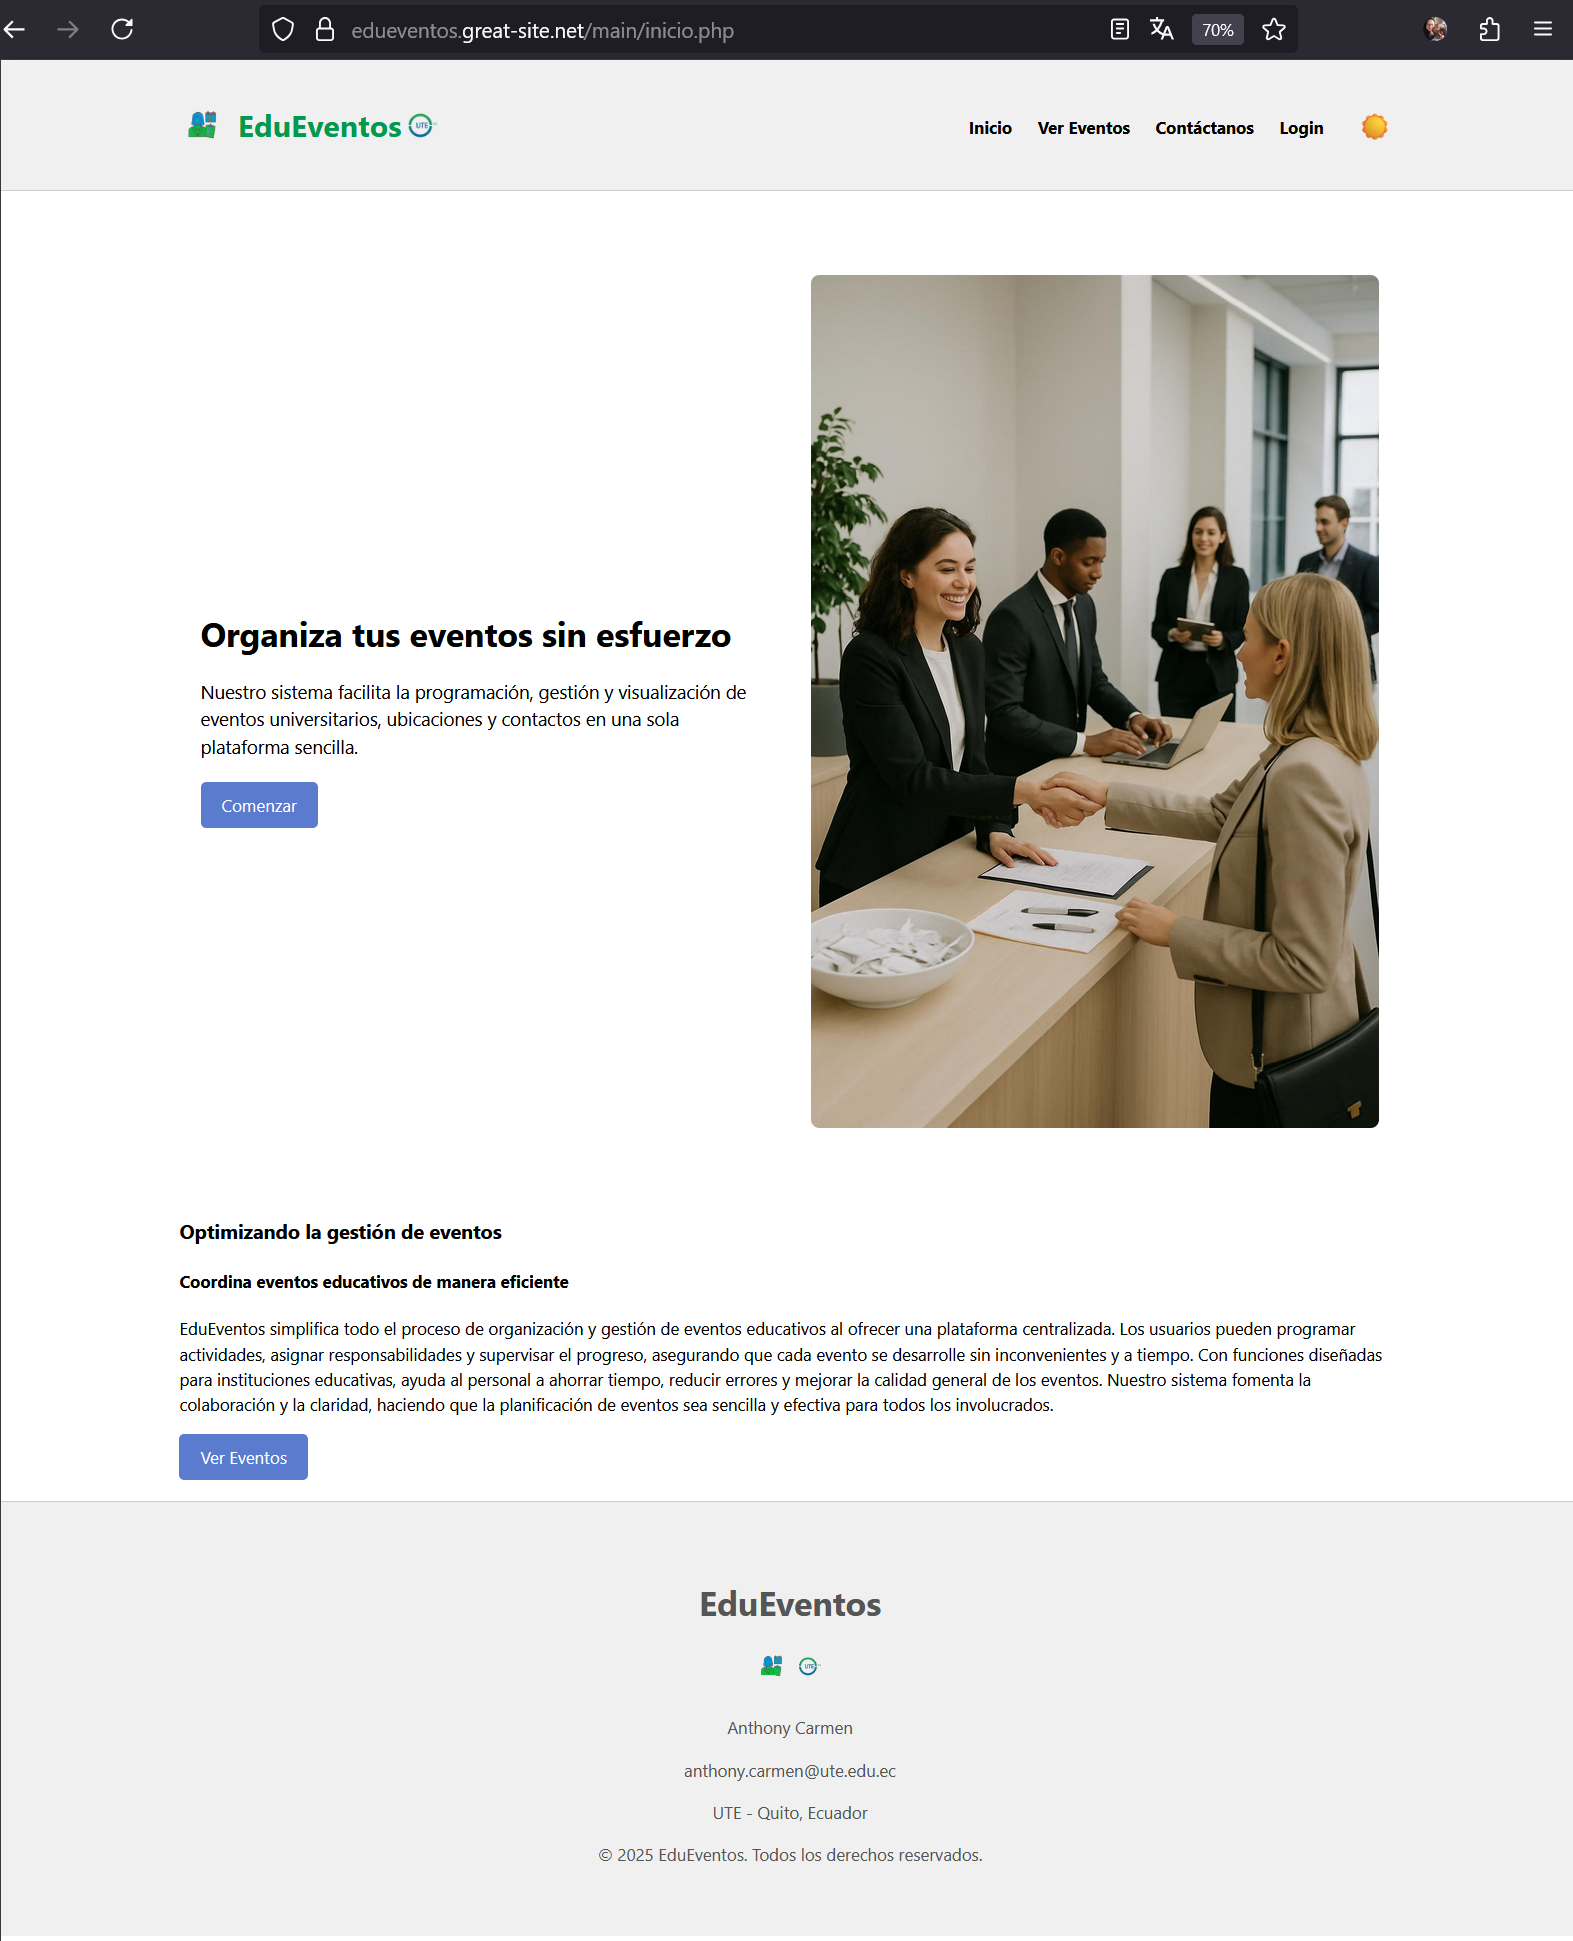 edueventos.great-site.net/main/inicio.php
70%
EduEventos UTE
Inicio Ver Eventos Contáctanos Login
Organiza tus eventos sin esfuerzo
Nuestro sistema facilita la programación, gestión y visualización de
eventos universitarios, ubicaciones y contactos en una sola
plataforma sencilla.
Comenzar
Optimizando la gestión de eventos
Coordina eventos educativos de manera eficiente
EduEventos simplifica todo el proceso de organización y gestión de eventos educativos al ofrecer una plataforma centralizada. Los usuarios pueden programar
actividades, asignar responsabilidades y supervisar el progreso, asegurando que cada evento se desarrolle sin inconvenientes y a tiempo. Con funciones diseñadas
para instituciones educativas, ayuda al personal a ahorrar tiempo, reducir errores y mejorar la calidad general de los eventos. Nuestro sistema fomenta la
colaboración y la claridad, haciendo que la planificación de eventos sea sencilla y efectiva para todos los involucrados.
Ver Eventos
EduEventos
UTE
Anthony Carmen
anthony.carmen@ute.edu.ec
UTE - Quito, Ecuador
© 2025 EduEventos. Todos los derechos reservados.